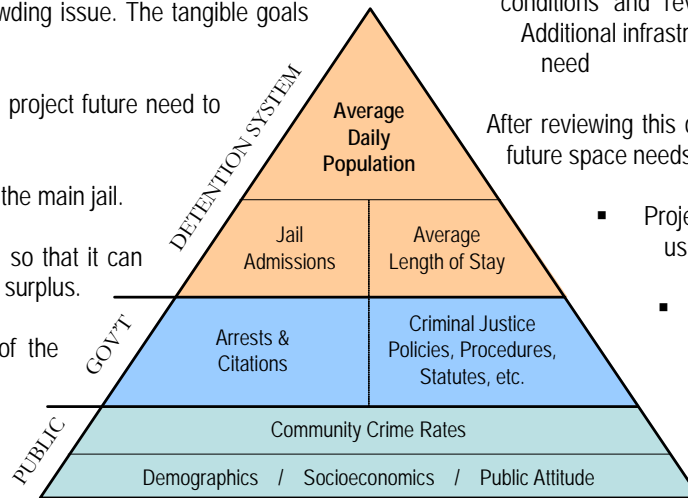 wding issue. The tangible goals
project future need to
the main jail.
so that it can
surplus.
of the
conditions and rev
Additional infrastr
need
After reviewing this
future space needs
▪ Proje
us
▪
DETENTION SYSTEM
GOV'T
PUBLIC
Average
Daily
Population
Jail
Admissions
Average
Length of Stay
Arrests &
Citations
Criminal Justice
Policies, Procedures,
Statutes, etc.
Community Crime Rates
Demographics / Socioeconomics / Public Attitude